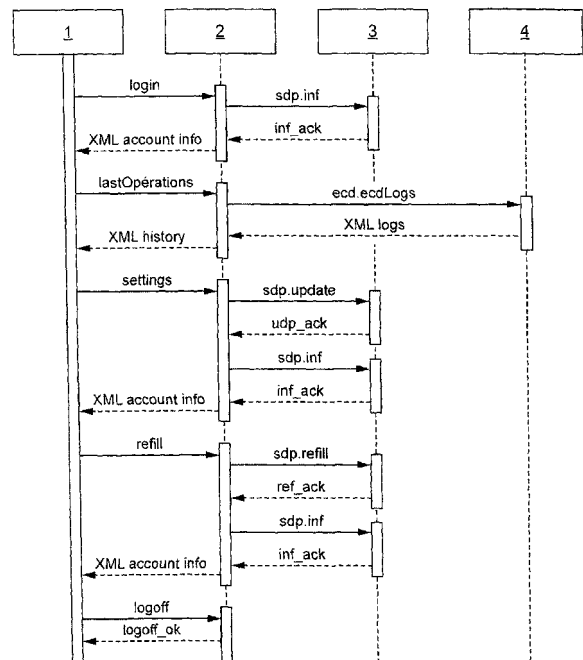 1
2
3
4
login
sdp.inf
inf_ack
XML account info
lastOpérations
ecd.ecdLogs
XML logs
XML history
settings
sdp.update
udp_ack
sdp.inf
inf_ack
XML account info
refill
sdp.refill
ref_ack
sdp.inf
inf_ack
XML account info
logoff
logoff_ok